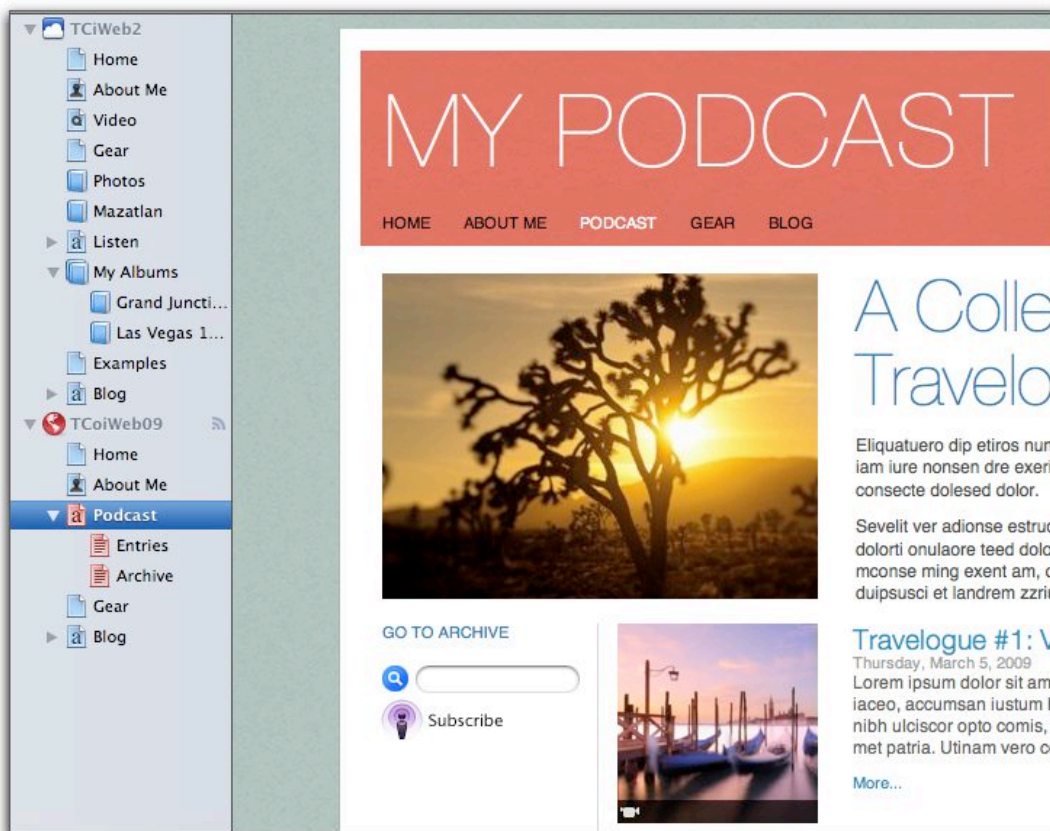 TCiWeb2
Home
About Me
Video
Gear
Photos
Mazatlan
Listen
My Albums
Grand Juncti...
Las Vegas 1...
Examples
Blog
TCoiWeb09
Home
About Me
Podcast
Entries
Archive
Gear
Blog
MY PODCAST
HOME ABOUT ME PODCAST GEAR BLOG
A Colle
Travelo
Eliquatuero dip etiros nun
iam iure nonsen dre exeri
consecte dolesed dolor.
Sevelit ver adionse estruc
dolorti onulaore teed dolo
mconse ming exent am,
duipsusci et landrem zzriu
GO TO ARCHIVE
Subscribe
Travelogue #1: V
Thursday, March 5, 2009
Lorem ipsum dolor sit am
iaceo, accumsan iustum
nibh ulciscor opto comis,
met patria. Utinam vero c
More...